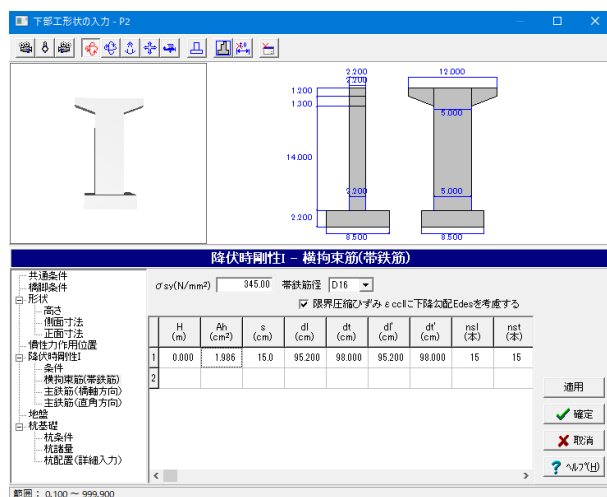 下部工形状の入力 - P2
2.200 12.000
2.200
1.200
1.300
5.000
14.000
2.200 5.000
2.200
8.500 8.500
降伏時剛性I - 横拘束筋(帯鉄筋)
共通条件
橋脚条件
形状
高さ
側面寸法
正面寸法
慣性力作用位置
降伏時剛性I
条件
横拘束筋(帯鉄筋)
主鉄筋(橋軸方向)
主鉄筋(直角方向)
地盤
杭基礎
杭条件
杭諸量
杭配置(詳細入力)
σsy(N/mm²) 345.00 帯鉄筋径 D16
限界圧縮ひずみεcclに下降勾配Edesを考慮する
H (m) Ah (cm²) s (cm) dl (cm) dt (cm) dl' (cm) dt' (cm) nsl (本) nst (本)
1 0.000 1.986 15.0 95.200 98.000 95.200 98.000 15 15
2
適用
確定
取消
ヘルプ(H)
範囲: 0.100 ~ 999.900